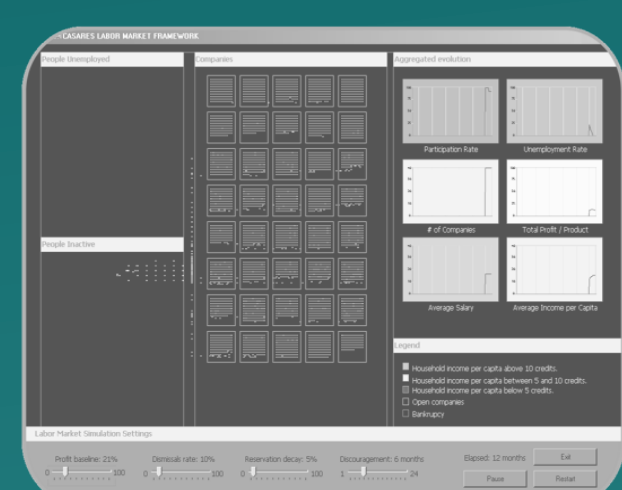 CASARES LABOR MARKET FRAMEWORK
People Unemployed
Companies
Aggregated evolution
Participation Rate
Unemployment Rate
# of Companies
Total Profit / Product
People Inactive
Average Salary
Average Income per Capita
Legend
Household income per capita above 10 credits.
Household income per capita between 5 and 10 credits.
Household income per capita below 5 credits.
Open companies
Bankrupcy
Labor Market Simulation Settings
Profit baseline: 21%
Dismissals rate: 10%
Reservation decay: 5%
Discouragement: 6 months
Elapsed: 12 months
Exit
0 100
0 100
0 100
1 24
Pause
Restart